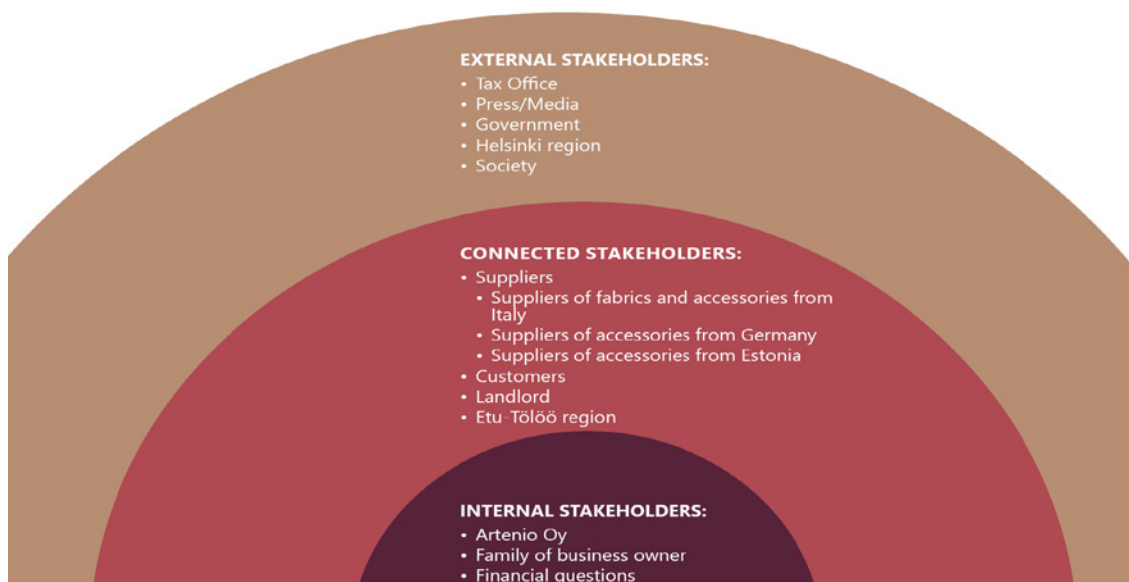 EXTERNAL STAKEHOLDERS:
• Tax Office
• Press/Media
• Government
• Helsinki region
• Society
CONNECTED STAKEHOLDERS:
• Suppliers
• Suppliers of fabrics and accessories from
Italy
• Suppliers of accessories from Germany
• Suppliers of accessories from Estonia
• Customers
• Landlord
• Etu-Tölöö region
INTERNAL STAKEHOLDERS:
• Artenio Oy
• Family of business owner
• Financial questions